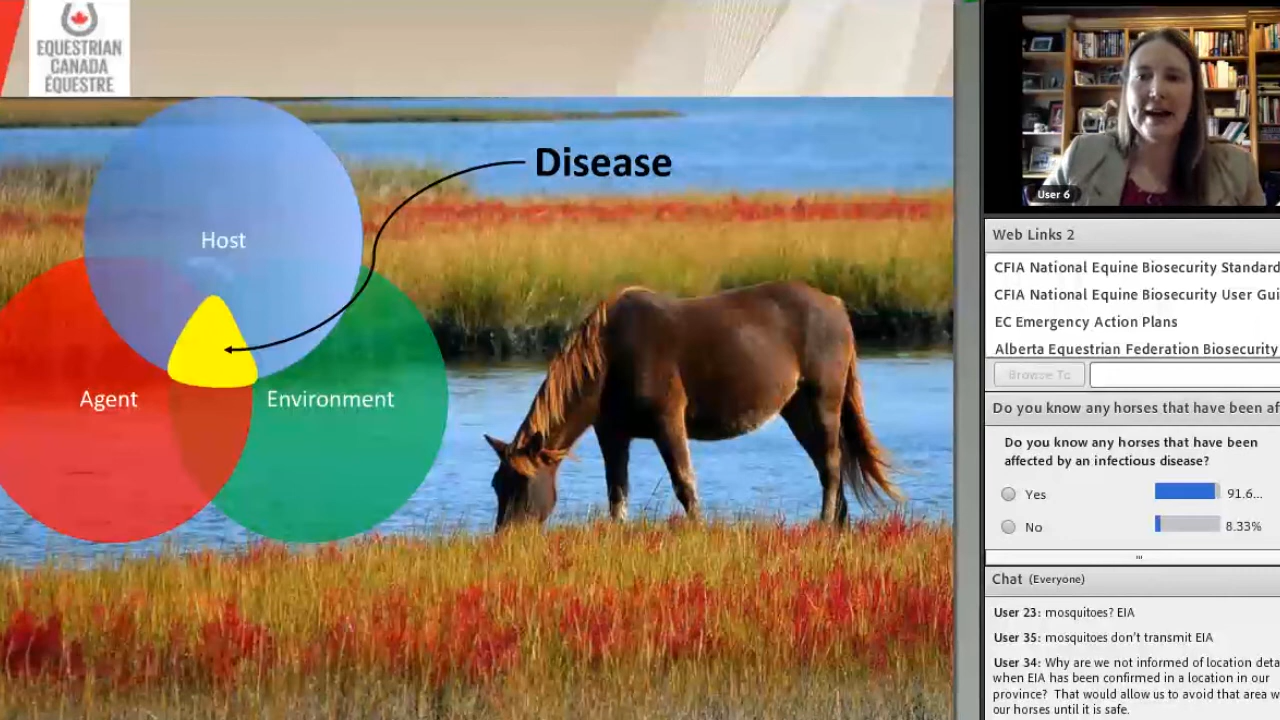 EQUESTRIAN
CANADA
ÉQUESTRE
Disease
Host
Agent
Environment
User 6
Web Links 2
CFIA National Equine Biosecurity Standard
CFIA National Equine Biosecurity User Gui
EC Emergency Action Plans
Alberta Equestrian Federation Biosecurity
Browse To
Do you know any horses that have been af
Do you know any horses that have been
affected by an infectious disease?
Yes 91.6...
No 8.33%
Chat (Everyone)
User 23: mosquitoes? EIA
User 35: mosquitoes don't transmit EIA
User 34: Why are we not informed of location deta
when EIA has been confirmed in a location in our
province? That would allow us to avoid that area w
our horses until it is safe.